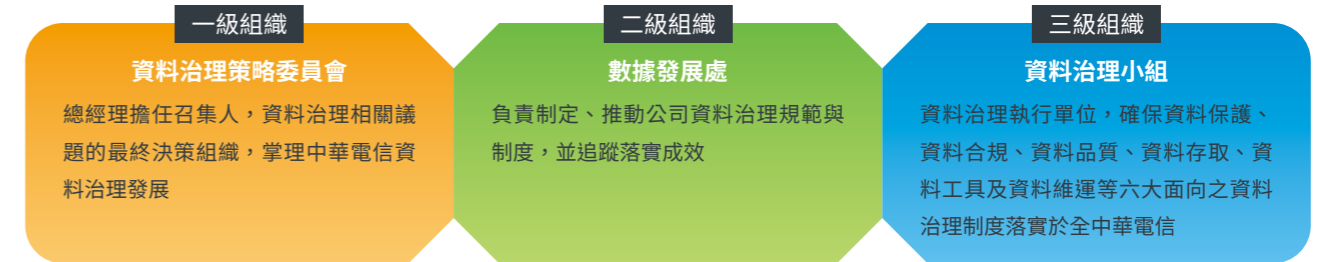 一級組織
資料治理策略委員會
總經理擔任召集人，資料治理相關議
題的最終決策組織，掌理中華電信資
料治理發展
二級組織
數據發展處
負責制定、推動公司資料治理規範與
制度，並追蹤落實成效
三級組織
資料治理小組
資料治理執行單位，確保資料保護、
資料合規、資料品質、資料存取、資
料工具及資料維運等六大面向之資料
治理制度落實於全中華電信